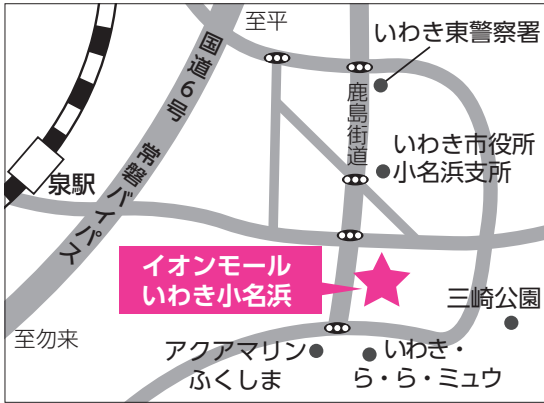 至平
いわき東警察署
国道6号 常磐バイパス
鹿島街道
いわき市役所
小名浜支所
泉駅
イオンモール
いわき小名浜
三崎公園
至勿来
アクアマリン
ふくしま
いわき・
ら・ら・ミュウ